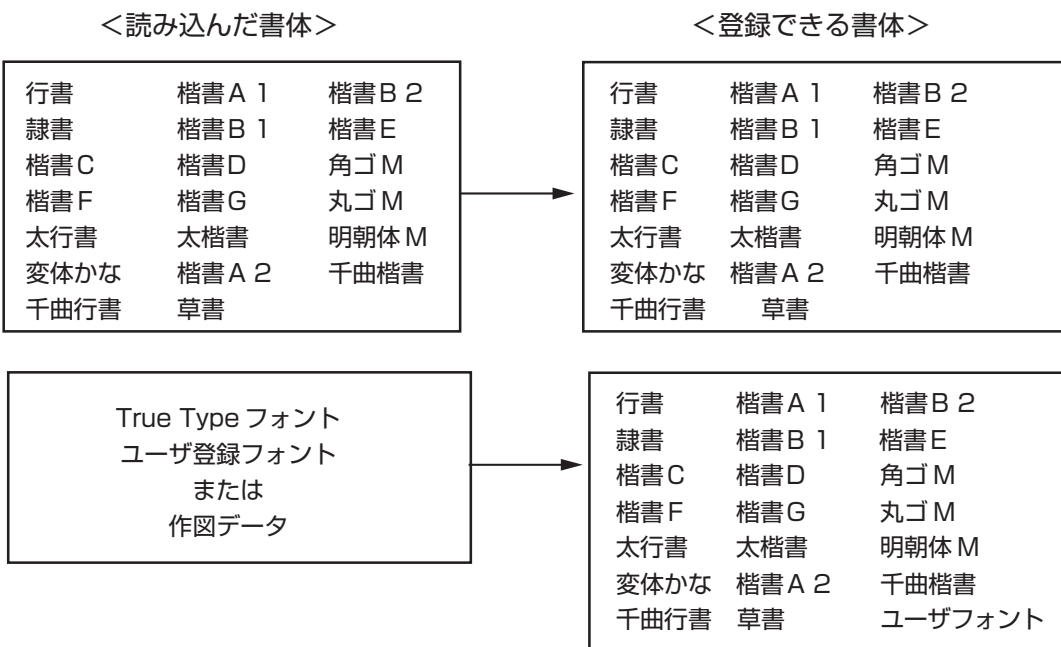 <読み込んだ書体> <登録できる書体>
行書 楷書A 1 楷書B 2
隷書 楷書B 1 楷書E
楷書C 楷書D 角ゴM
楷書F 楷書G 丸ゴM
太行書 太楷書 明朝体M
変体かな 楷書A 2 千曲楷書
千曲行書 草書
行書 楷書A 1 楷書B 2
隷書 楷書B 1 楷書E
楷書C 楷書D 角ゴM
楷書F 楷書G 丸ゴM
太行書 太楷書 明朝体M
変体かな 楷書A 2 千曲楷書
千曲行書 草書
True Type フォント
ユーザ登録フォント
または
作図データ
行書 楷書A 1 楷書B 2
隷書 楷書B 1 楷書E
楷書C 楷書D 角ゴM
楷書F 楷書G 丸ゴM
太行書 太楷書 明朝体M
変体かな 楷書A 2 千曲楷書
千曲行書 草書 ユーザフォント